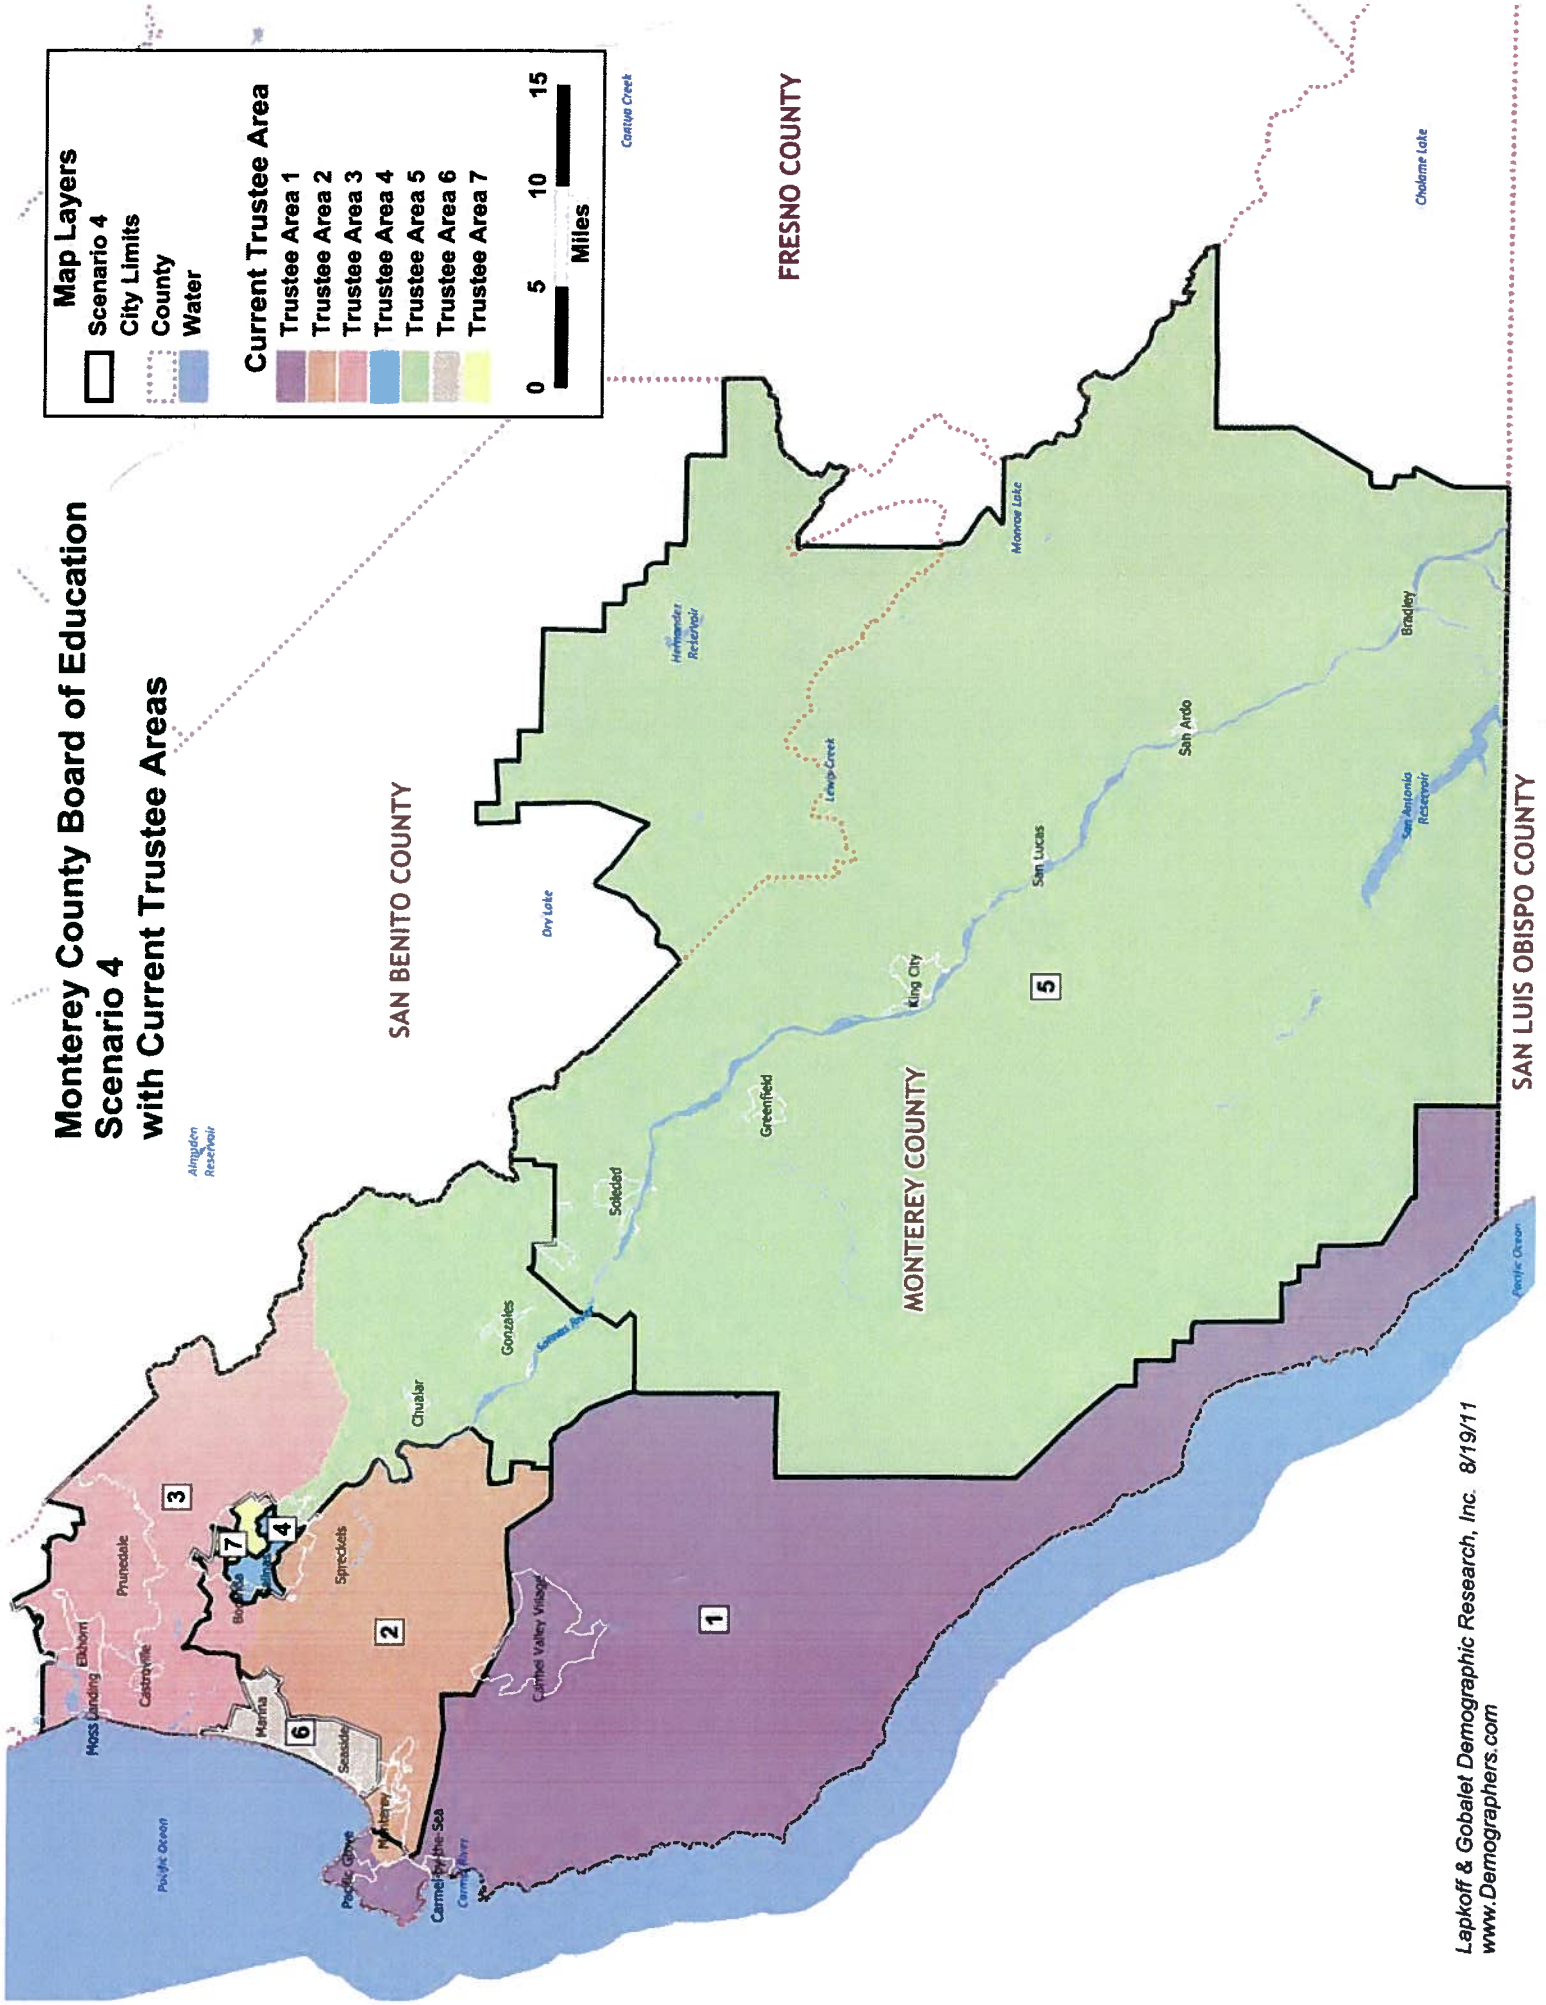 Monterey County Board of Education
Scenario 4
with Current Trustee Areas
Map Layers
Scenario 4
City Limits
County
Water
Current Trustee Area
Trustee Area 1
Trustee Area 2
Trustee Area 3
Trustee Area 4
Trustee Area 5
Trustee Area 6
Trustee Area 7
0 5 10 15
Miles
Cantua Creek
FRESNO COUNTY
Cholame Lake
SAN BENITO COUNTY
Almaden
Reservoir
Dry Lake
Hernandez
Reservoir
Monroe Lake
Lewis Creek
Bradley
San Ardo
San Antonio
Reservoir
San Lucas
King City
5
Greenfield
MONTEREY COUNTY
Soledad
SAN LUIS OBISPO COUNTY
Gonzales
Salinas River
Chualar
Pacific Ocean
3
7
4
Prunedale
Boronda
Salinas
Spreckels
Elkhorn
Castroville
Moss Landing
2
Marina
6
Seaside
Carmel Valley Village
1
Monterey
Pacific Grove
Carmel-by-the-Sea
Carmel River
Pacific Ocean
Lapkoff & Gobalet Demographic Research, Inc. 8/19/11
www.Demographers.com